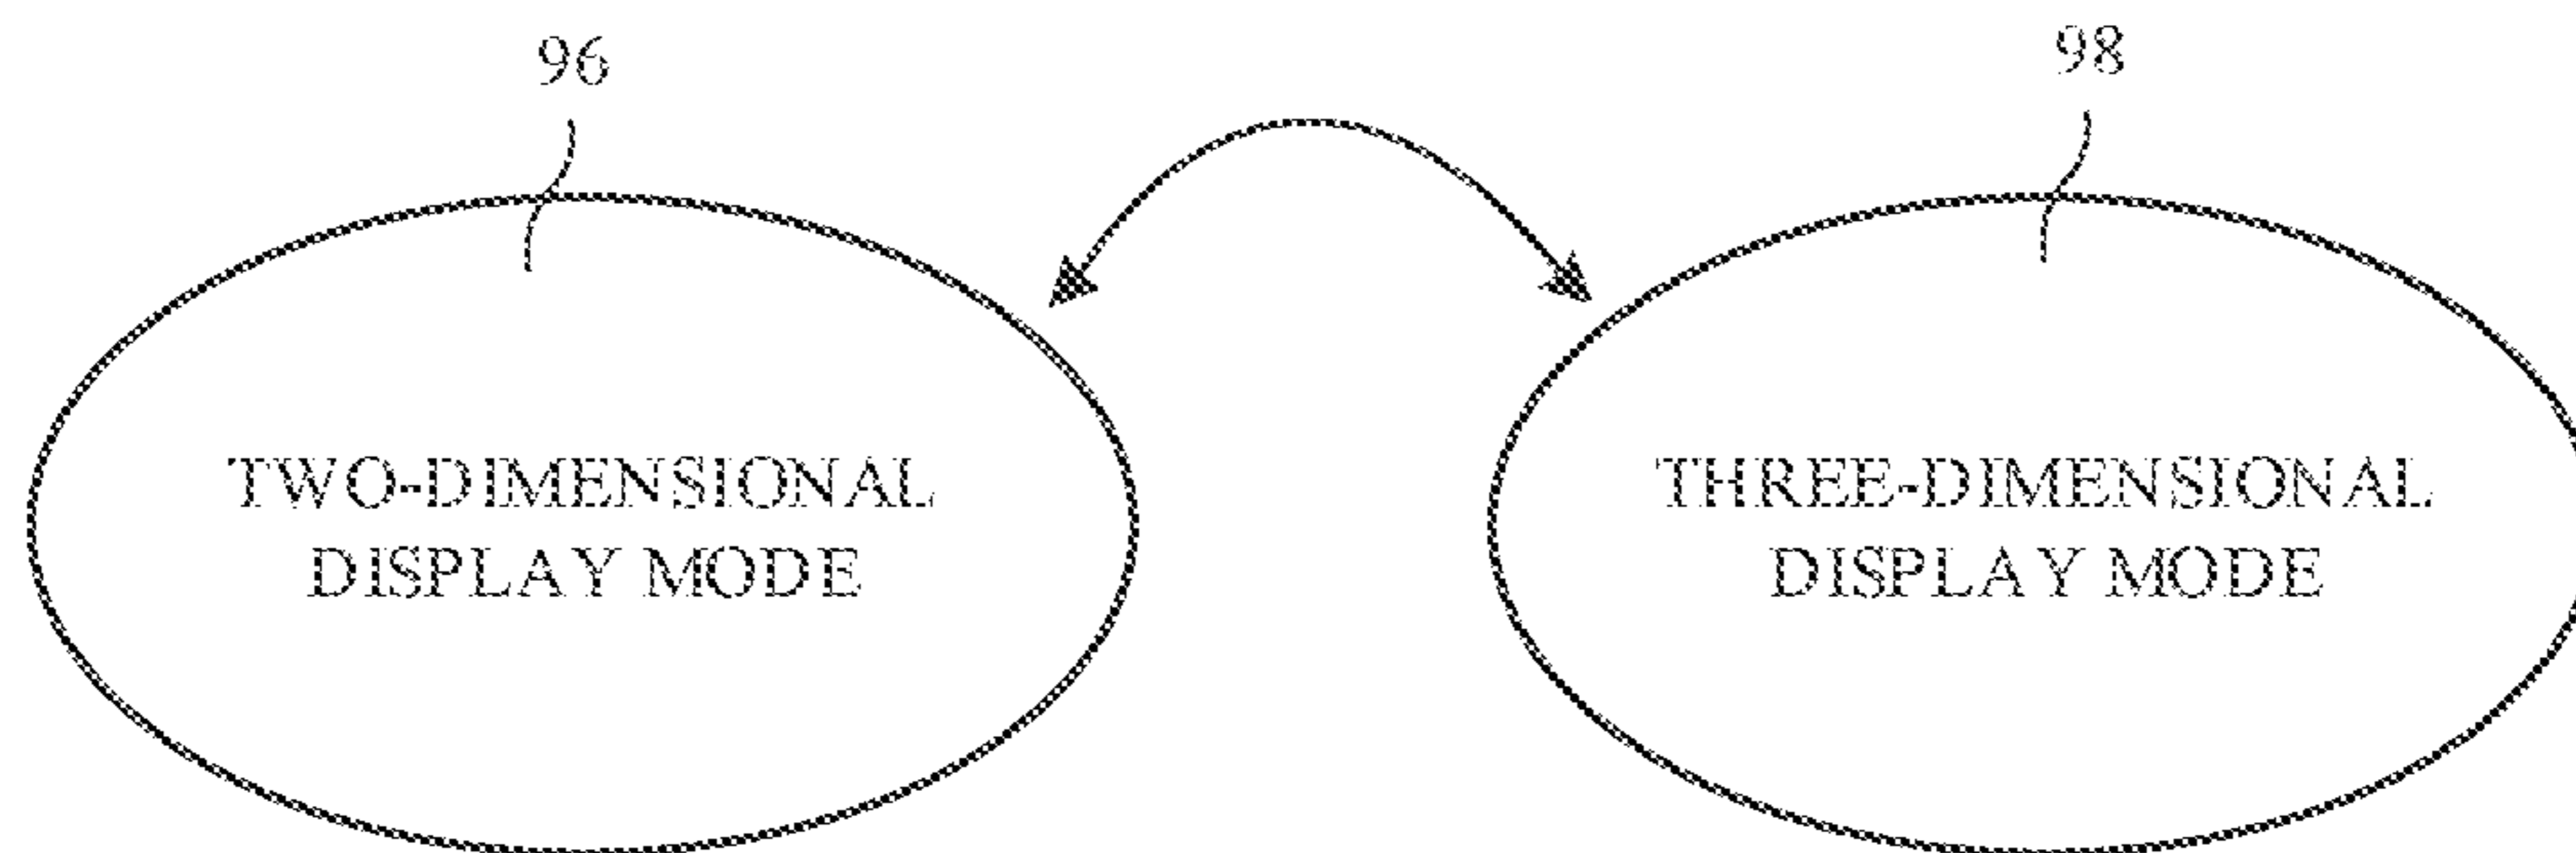 96
98
TWO-DIMENSIONAL
DISPLAY MODE
THREE-DIMENSIONAL
DISPLAY MODE